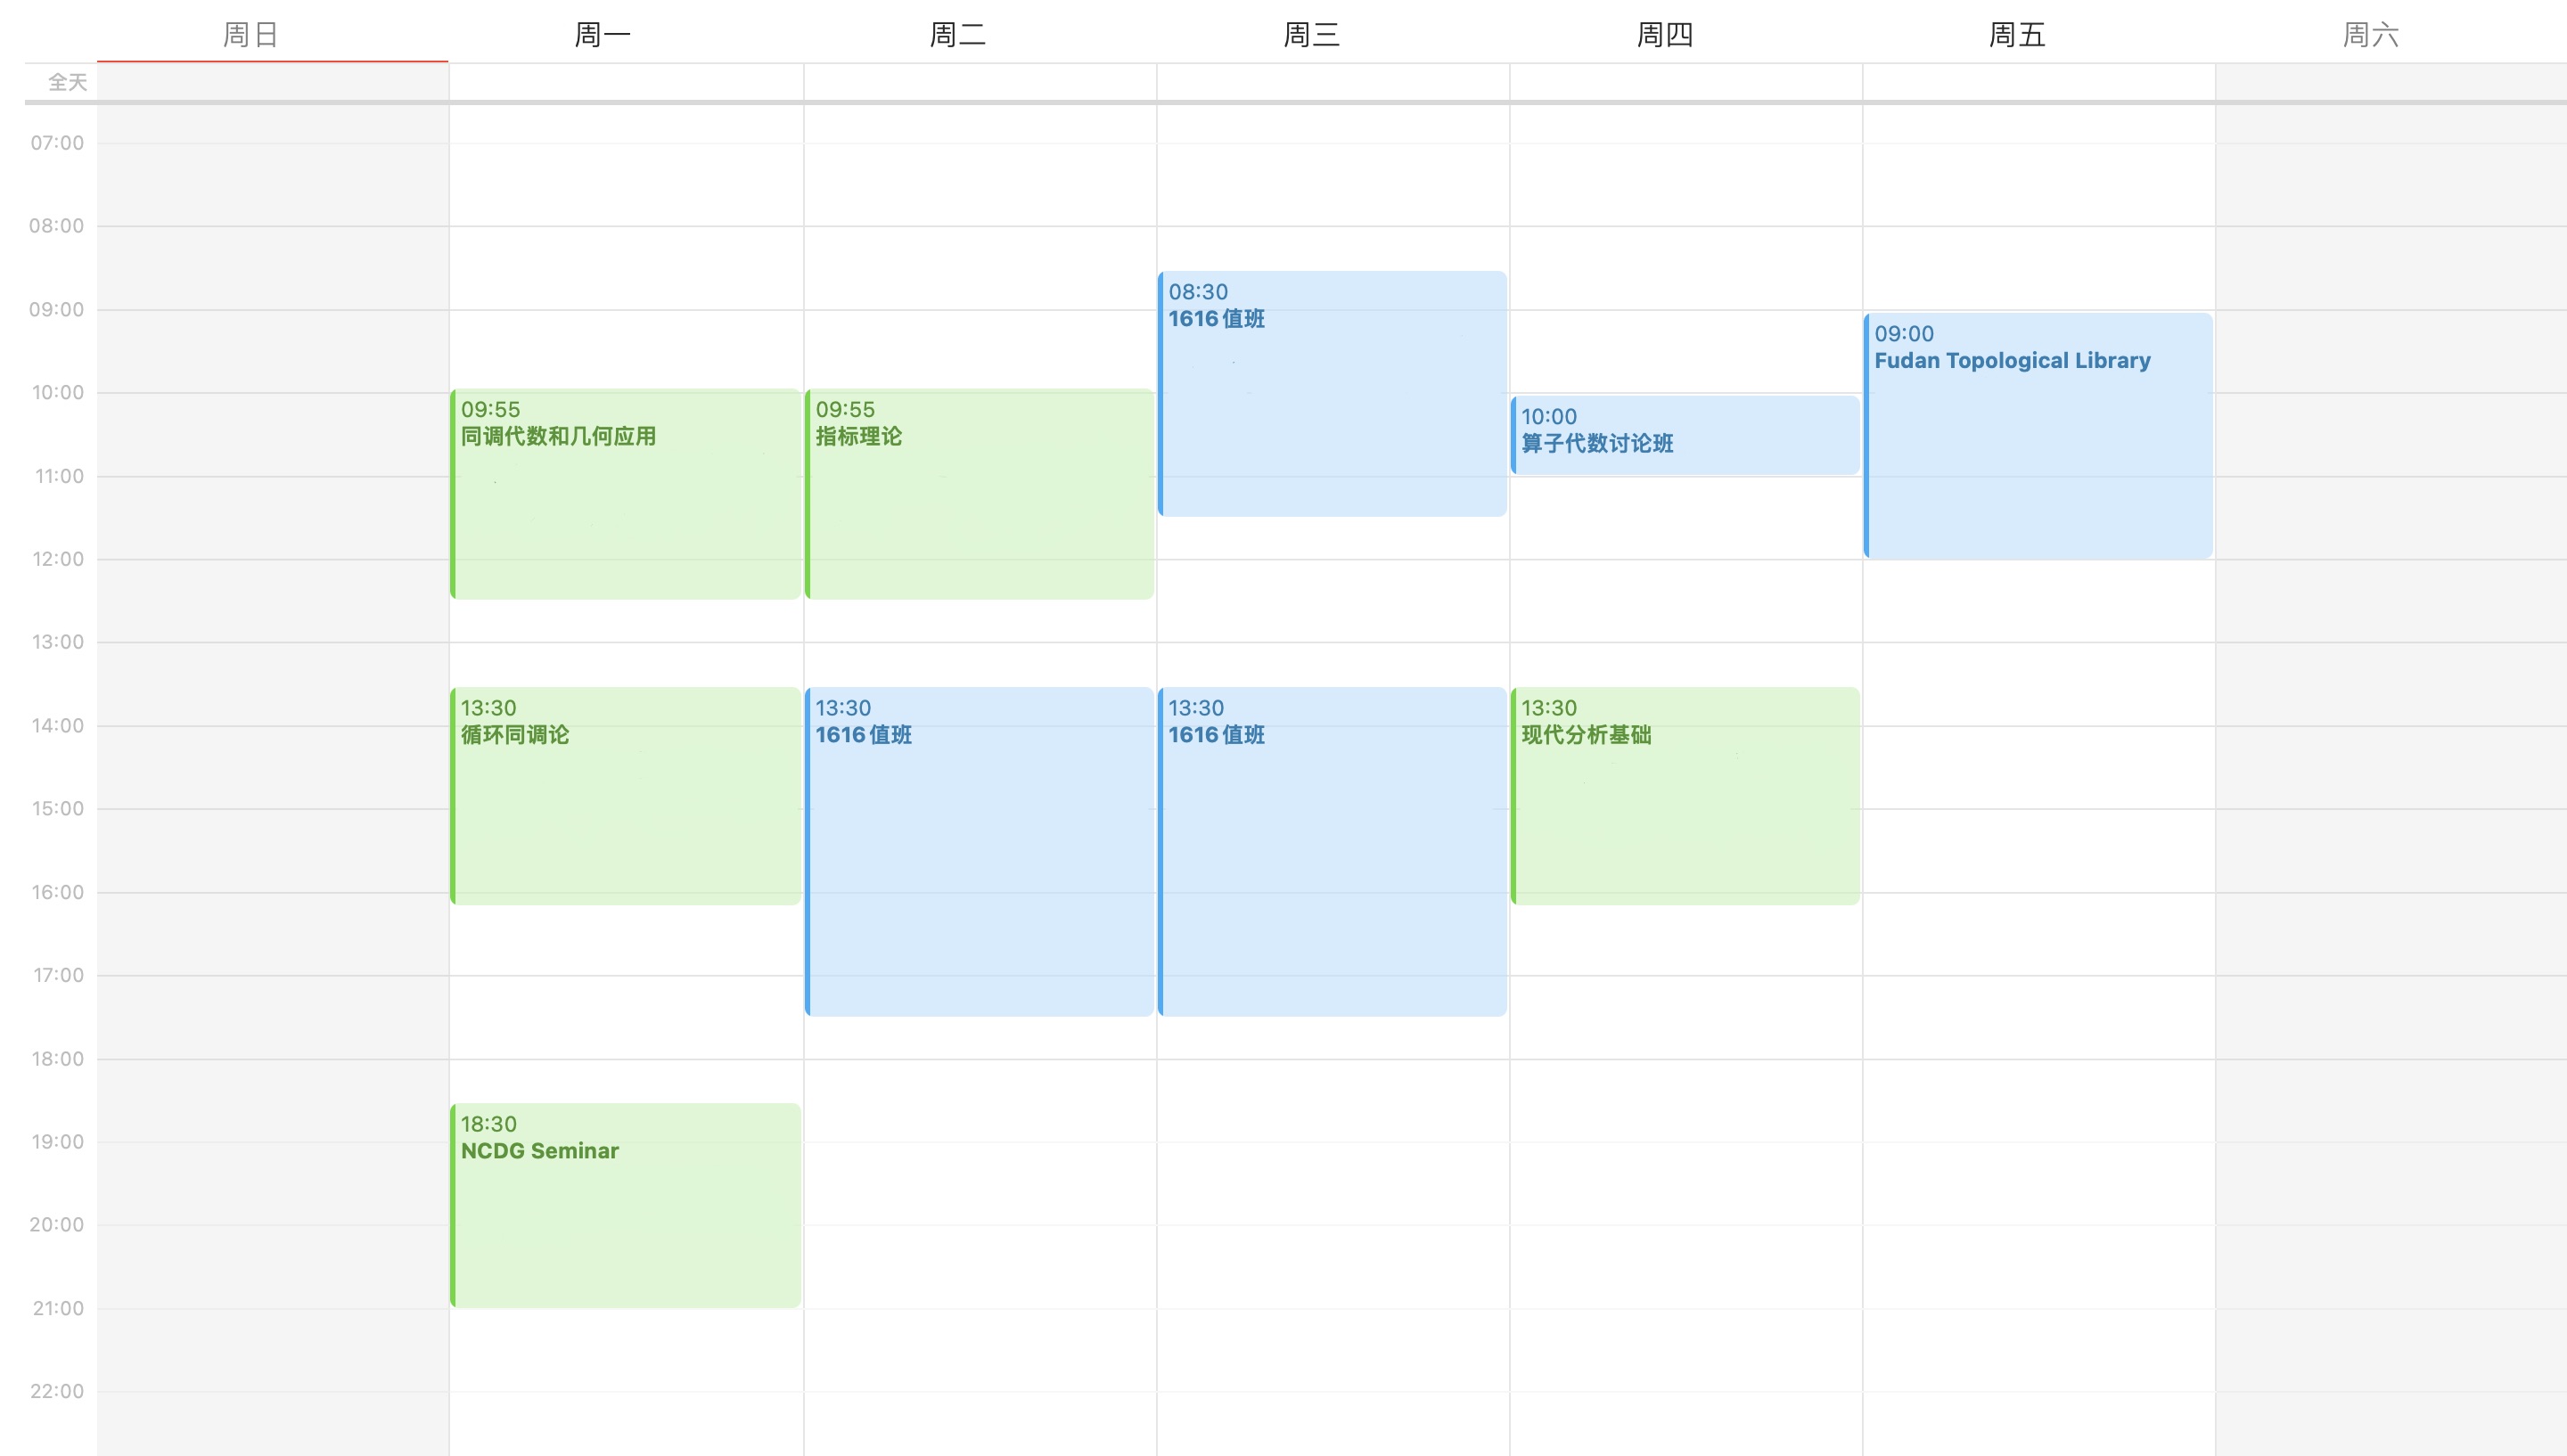 周日 周一 周二 周三 周四 周五 周六
全天
07:00
08:00
08:30
1616 值班
09:00
09:00
Fudan Topological Library
10:00
09:55
同调代数和几何应用
09:55
指标理论
10:00
算子代数讨论班
11:00
12:00
13:00
13:30
循环同调论
13:30
1616 值班
13:30
1616 值班
13:30
现代分析基础
14:00
15:00
16:00
17:00
18:00
18:30
NCDG Seminar
19:00
20:00
21:00
22:00